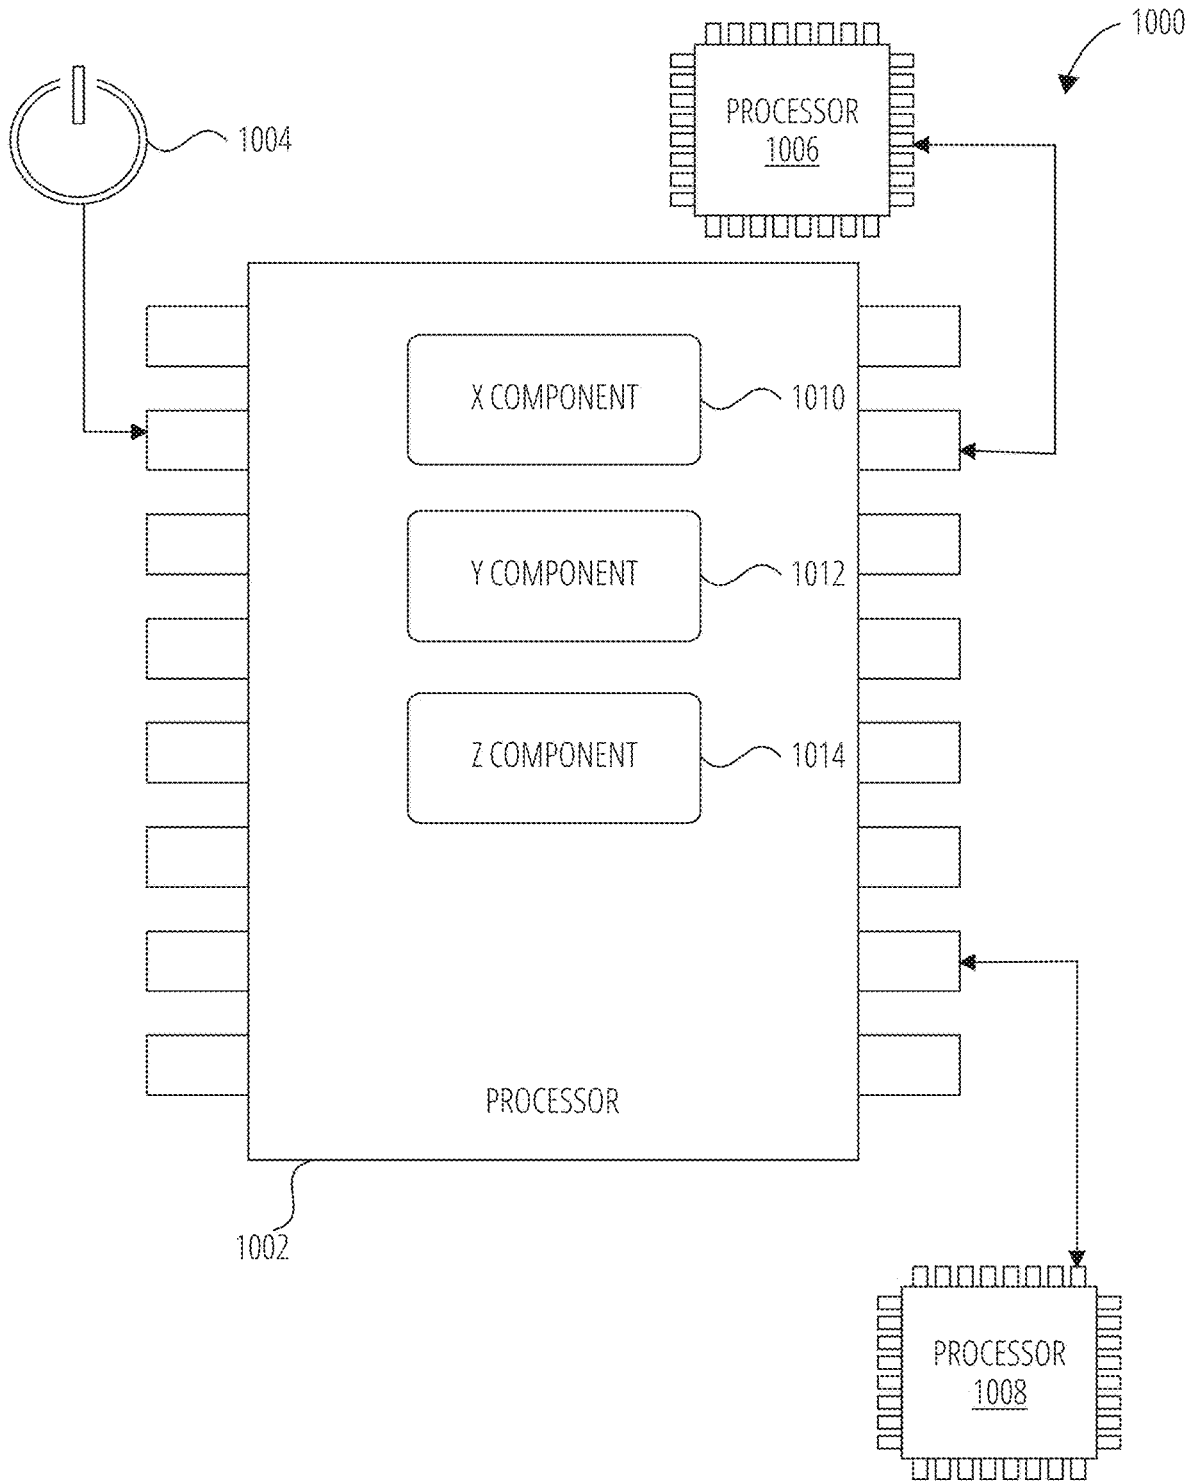 1000
PROCESSOR
1006
1004
X COMPONENT
1010
Y COMPONENT
1012
Z COMPONENT
1014
PROCESSOR
1002
PROCESSOR
1008